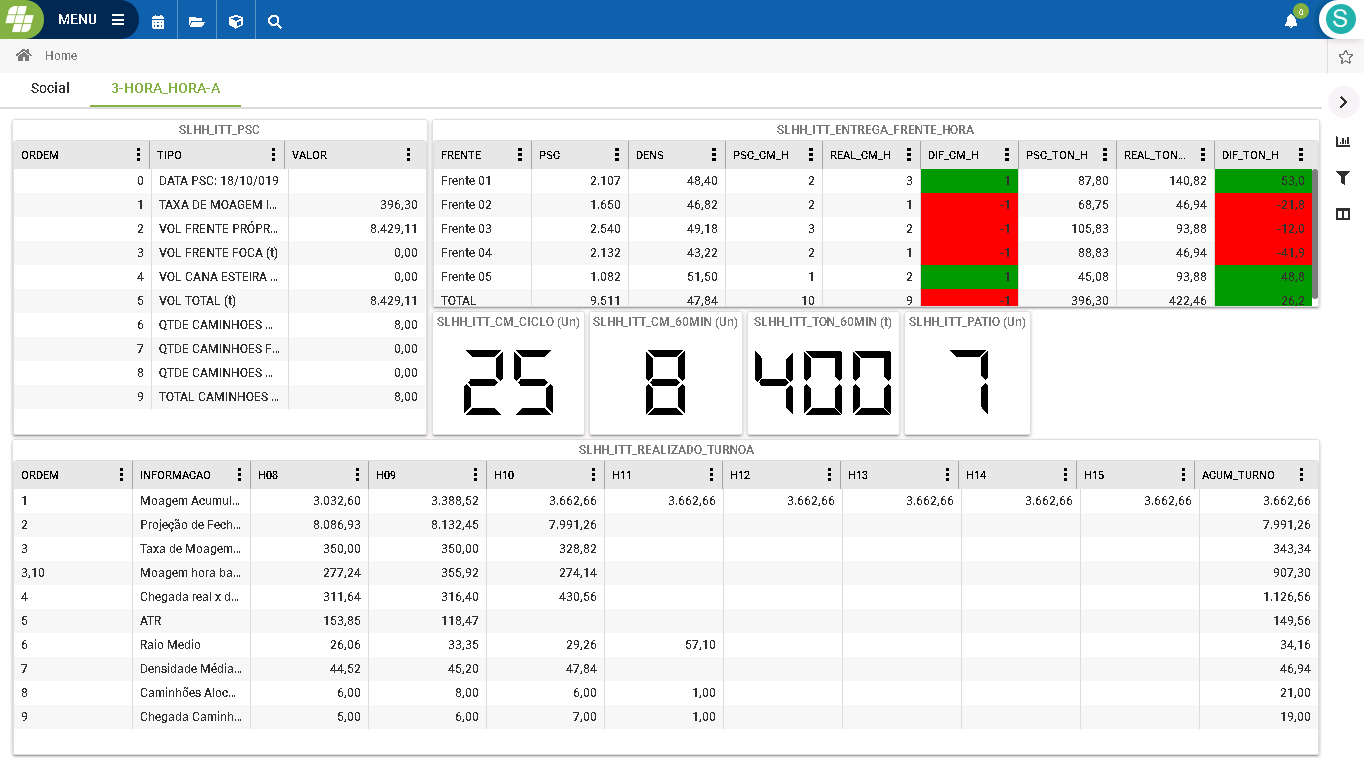 MENU
0
S
Home
Social 3-HORA_HORA-A
SLHH_ITT_PSC
ORDEM TIPO VALOR
0 DATA PSC: 18/10/019
1 TAXA DE MOAGEM I... 396,30
2 VOL FRENTE PRÓPR... 8.429,11
3 VOL FRENTE FOCA (t) 0,00
4 VOL CANA ESTEIRA ... 0,00
5 VOL TOTAL (t) 8.429,11
6 QTDE CAMINHOES ... 8,00
7 QTDE CAMINHOES F... 0,00
8 QTDE CAMINHOES ... 0,00
9 TOTAL CAMINHOES ... 8,00
SLHH_ITT_ENTREGA_FRENTE_HORA
FRENTE PSC DENS PSC_CM_H REAL_CM_H DIF_CM_H PSC_TON_H REAL_TON... DIF_TON_H
Frente 01 2.107 48,40 2 3 1 87,80 140,82 53,0
Frente 02 1.650 46,82 2 1 -1 68,75 46,94 -21,8
Frente 03 2.540 49,18 3 2 -1 105,83 93,88 -12,0
Frente 04 2.132 43,22 2 1 -1 88,83 46,94 -41,9
Frente 05 1.082 51,50 1 2 1 45,08 93,88 48,8
TOTAL 9.511 47,84 10 9 -1 396,30 422,46 26,2
SLHH_ITT_CM_CICLO (Un) SLHH_ITT_CM_60MIN (Un) SLHH_ITT_TON_60MIN (t) SLHH_ITT_PATIO (Un)
25 8 400 7
SLHH_ITT_REALIZADO_TURNOA
ORDEM INFORMACAO H08 H09 H10 H11 H12 H13 H14 H15 ACUM_TURNO
1 Moagem Acumul... 3.032,60 3.388,52 3.662,66 3.662,66 3.662,66 3.662,66 3.662,66 3.662,66 3.662,66
2 Projeção de Fech... 8.086,93 8.132,45 7.991,26 7.991,26
3 Taxa de Moagem... 350,00 350,00 328,82 343,34
3,10 Moagem hora ba... 277,24 355,92 274,14 907,30
4 Chegada real x d... 311,64 316,40 430,56 1.126,56
5 ATR 153,85 118,47 149,56
6 Raio Medio 26,06 33,35 29,26 57,10 34,16
7 Densidade Média... 44,52 45,20 47,84 46,94
8 Caminhões Aloc... 6,00 8,00 6,00 1,00 21,00
9 Chegada Caminh... 5,00 6,00 7,00 1,00 19,00